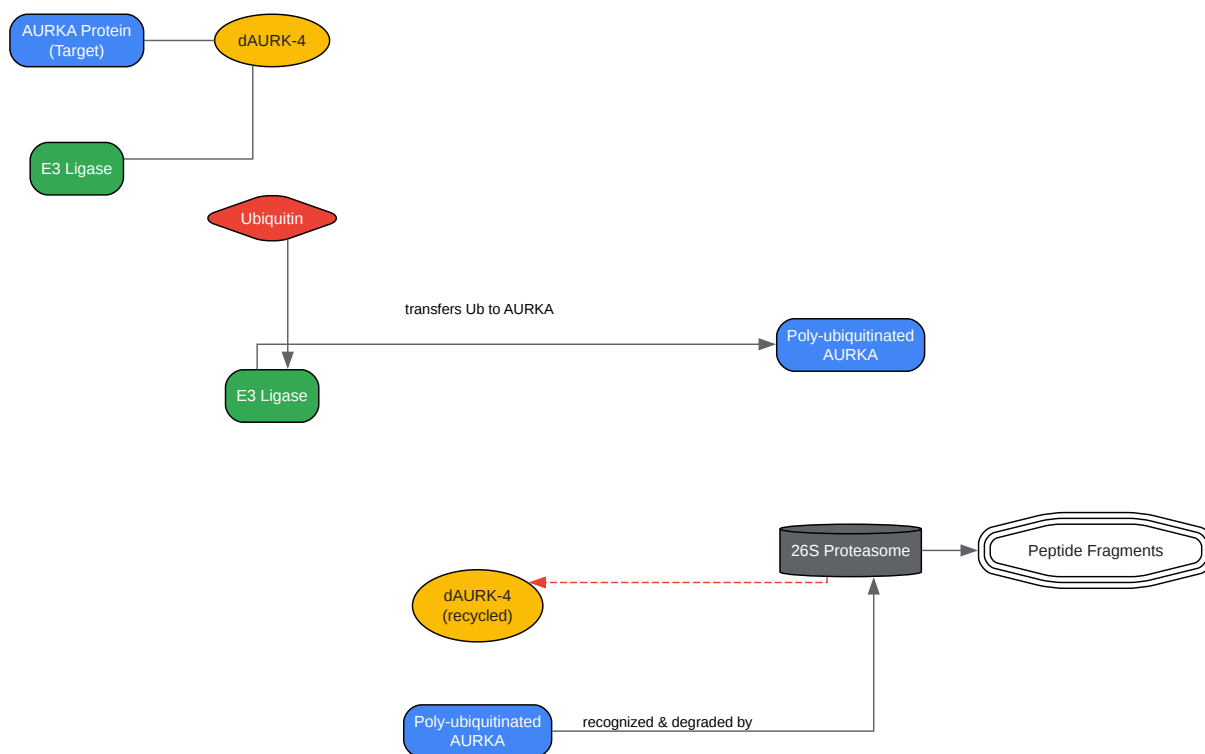 AURKA Protein
(Target)
dAURK-4
E3 Ligase
Ubiquitin
transfers Ub to AURKA
Poly-ubiquitinated
AURKA
E3 Ligase
26S Proteasome
Peptide Fragments
dAURK-4
(recycled)
Poly-ubiquitinated
AURKA
recognized & degraded by